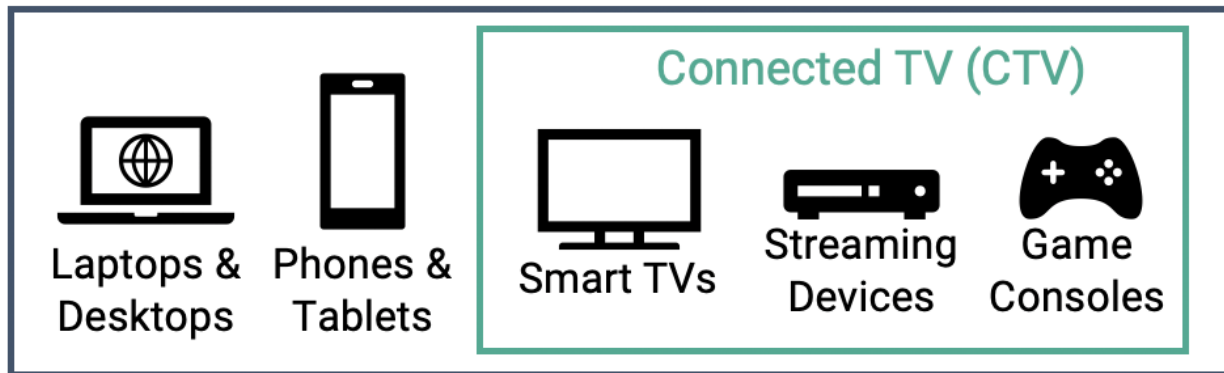 Connected TV (CTV)
Laptops &
Desktops
Phones &
Tablets
Smart TVs
Streaming
Devices
Game
Consoles